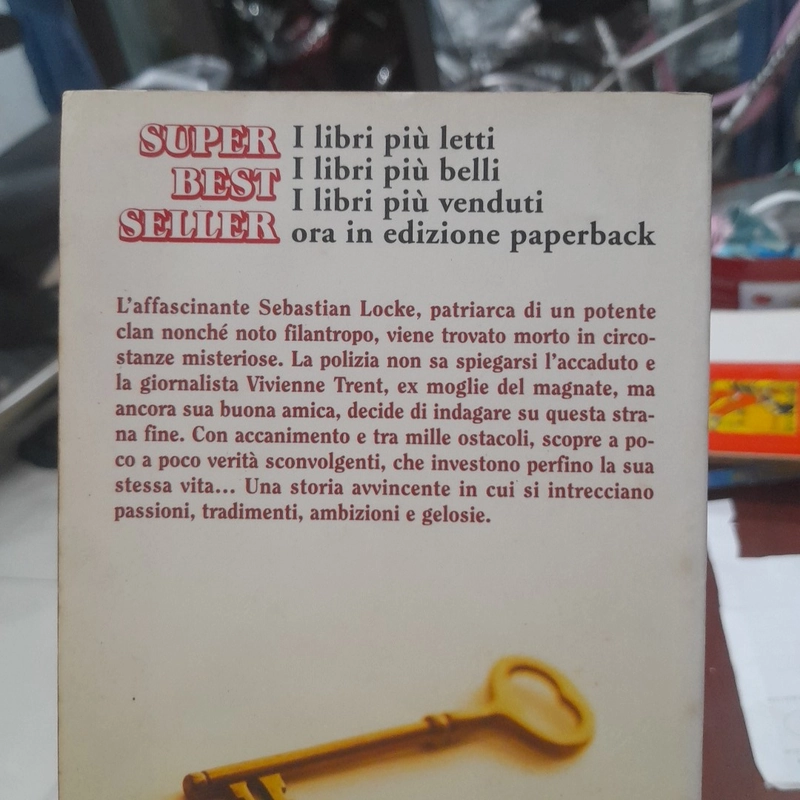 SUPER
BEST
SELLER
I libri più letti
I libri più belli
I libri più venduti
ora in edizione paperback
L'affascinante Sebastian Locke, patriarca di un potente
clan nonché noto filantropo, viene trovato morto in circo-
stanze misteriose. La polizia non sa spiegarsi l'accaduto e
la giornalista Vivienne Trent, ex moglie del magnate, ma
ancora sua buona amica, decide di indagare su questa stra-
na fine. Con accanimento e tra mille ostacoli, scopre a po-
co a poco verità sconvolgenti, che investono perfino la sua
stessa vita... Una storia avvincente in cui si intrecciano
passioni, tradimenti, ambizioni e gelosie.